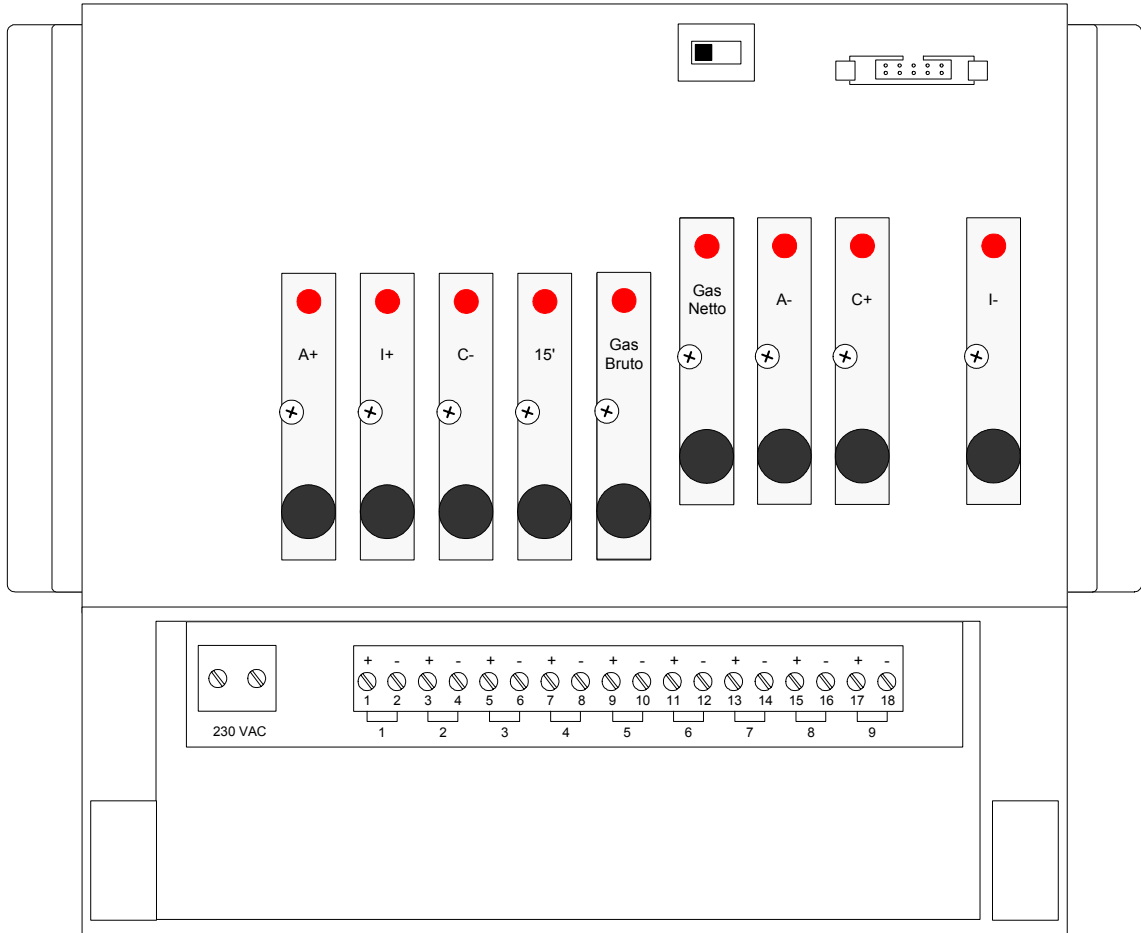 Gas
Netto
A-
C+
I-
A+
I+
C-
15'
Gas
Bruto
+ - + - + - + - + - + - + - + - + -
1 2 3 4 5 6 7 8 9 10 11 12 13 14 15 16 17 18
230 VAC
1 2 3 4 5 6 7 8 9